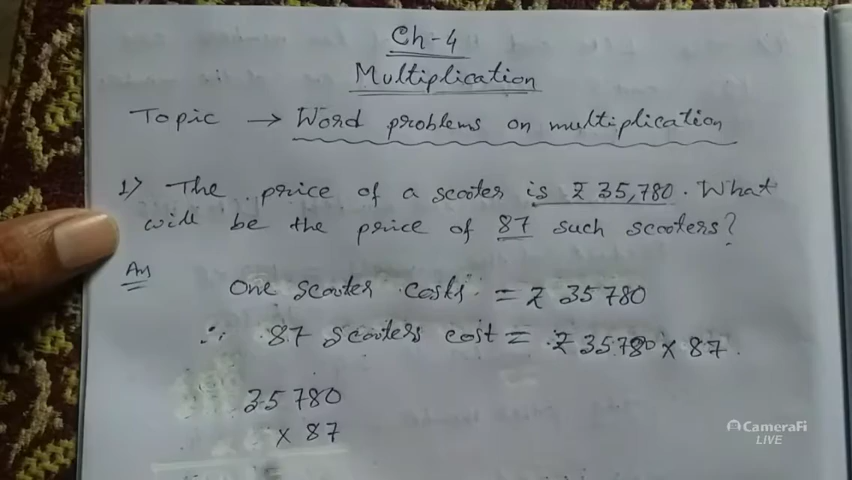 Ch-4
Multiplication
Topic → Word problems on multiplication
1) The price of a scooter is ₹ 35,780. What
will be the price of 87 such scooters?
Ans
One scooter costs = ₹ 35780
∴ 87 scooters cost = ₹ 35780 × 87.
35780
× 87
CameraFi
LIVE